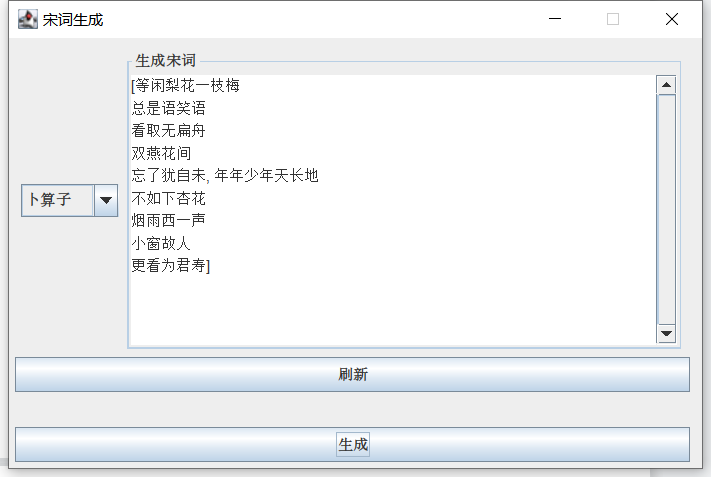 宋词生成
生成宋词
[等闲梨花一枝梅
总是语笑语
看取无扁舟
双燕花间
忘了犹自未, 年年少年天长地
不如下杏花
烟雨西一声
小窗故人
更看为君寿]
卜算子
刷新
生成